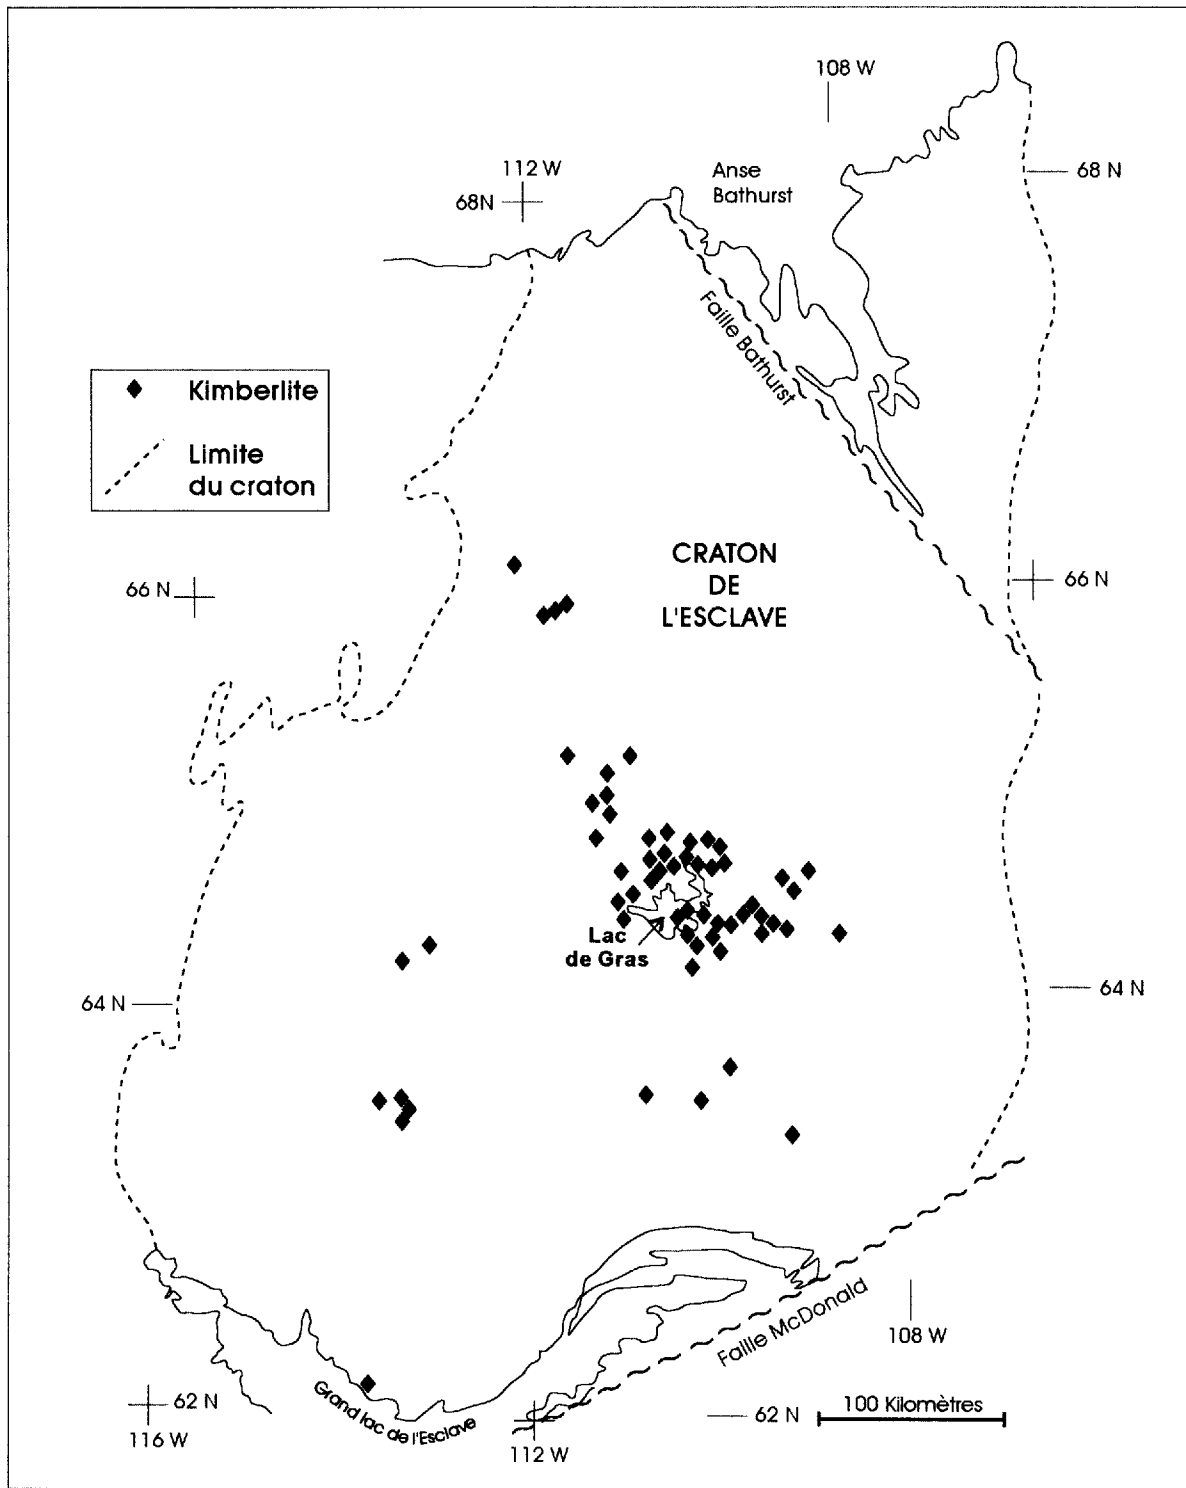 108 W
112 W
68N
Anse
Bathurst
68 N
Faille Bathurst
Kimberlite
Limite
du craton
CRATON
DE
L'ESCLAVE
66 N
66 N
Lac
de Gras
64 N
64 N
Faille McDonald
108 W
Grand lac de l'Esclave
62 N
116 W
112 W
62 N
100 Kilomètres